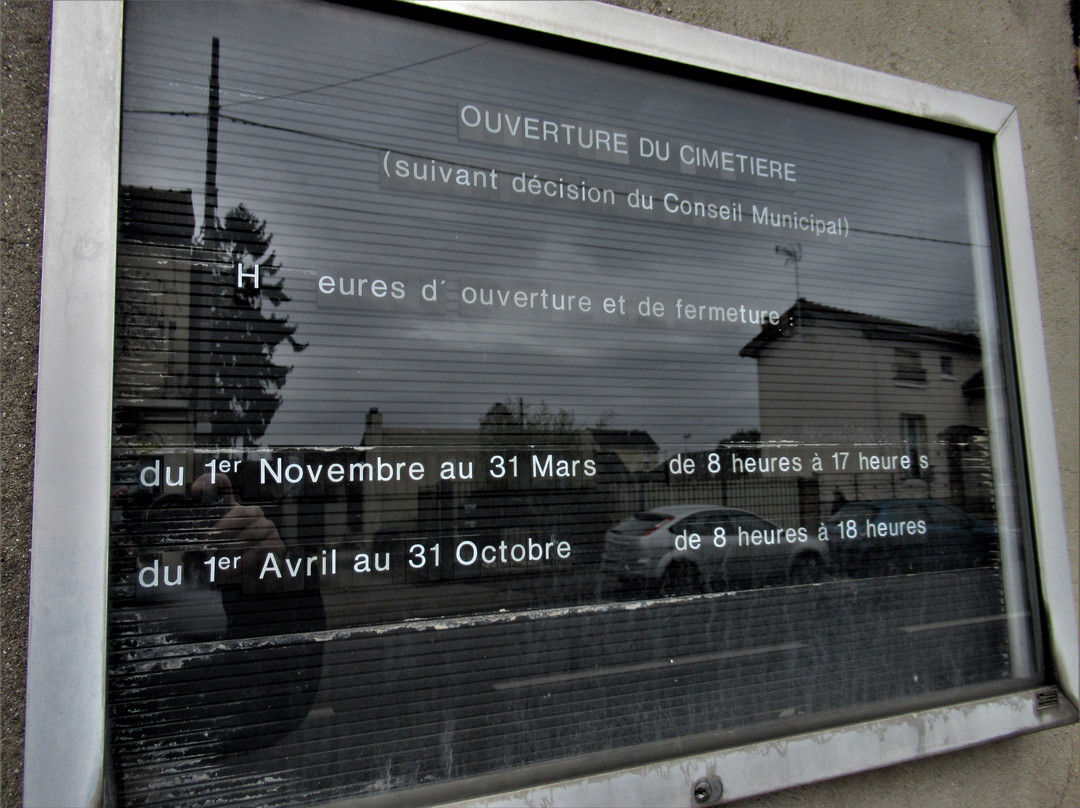 OUVERTURE DU CIMETIERE
(suivant décision du Conseil Municipal)
H eures d´ ouverture et de fermeture :
du 1er Novembre au 31 Mars de 8 heures à 17 heure s
du 1er Avril au 31 Octobre de 8 heures à 18 heures